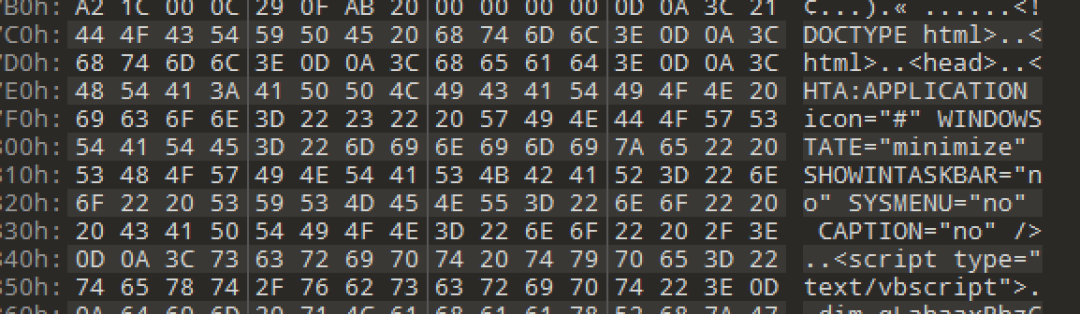 7B0h: A2 1C 00 0C 29 0F AB 20 00 00 00 00 0D 0A 3C 21 c...).« ......<!
7C0h: 44 4F 43 54 59 50 45 20 68 74 6D 6C 3E 0D 0A 3C DOCTYPE html>..<
7D0h: 68 74 6D 6C 3E 0D 0A 3C 68 65 61 64 3E 0D 0A 3C html>..<head>..<
7E0h: 48 54 41 3A 41 50 50 4C 49 43 41 54 49 4F 4E 20 HTA:APPLICATION
7F0h: 69 63 6F 6E 3D 22 23 22 20 57 49 4E 44 4F 57 53 icon="#" WINDOWS
800h: 54 41 54 45 3D 22 6D 69 6E 69 6D 69 7A 65 22 20 TATE="minimize"
810h: 53 48 4F 57 49 4E 54 41 53 4B 42 41 52 3D 22 6E SHOWINTASKBAR="n
820h: 6F 22 20 53 59 53 4D 45 4E 55 3D 22 6E 6F 22 20 o" SYSMENU="no"
830h: 20 43 41 50 54 49 4F 4E 3D 22 6E 6F 22 20 2F 3E CAPTION="no" />
840h: 0D 0A 3C 73 63 72 69 70 74 20 74 79 70 65 3D 22 ..<script type="
850h: 74 65 78 74 2F 76 62 73 63 72 69 70 74 22 3E 0D text/vbscript">.